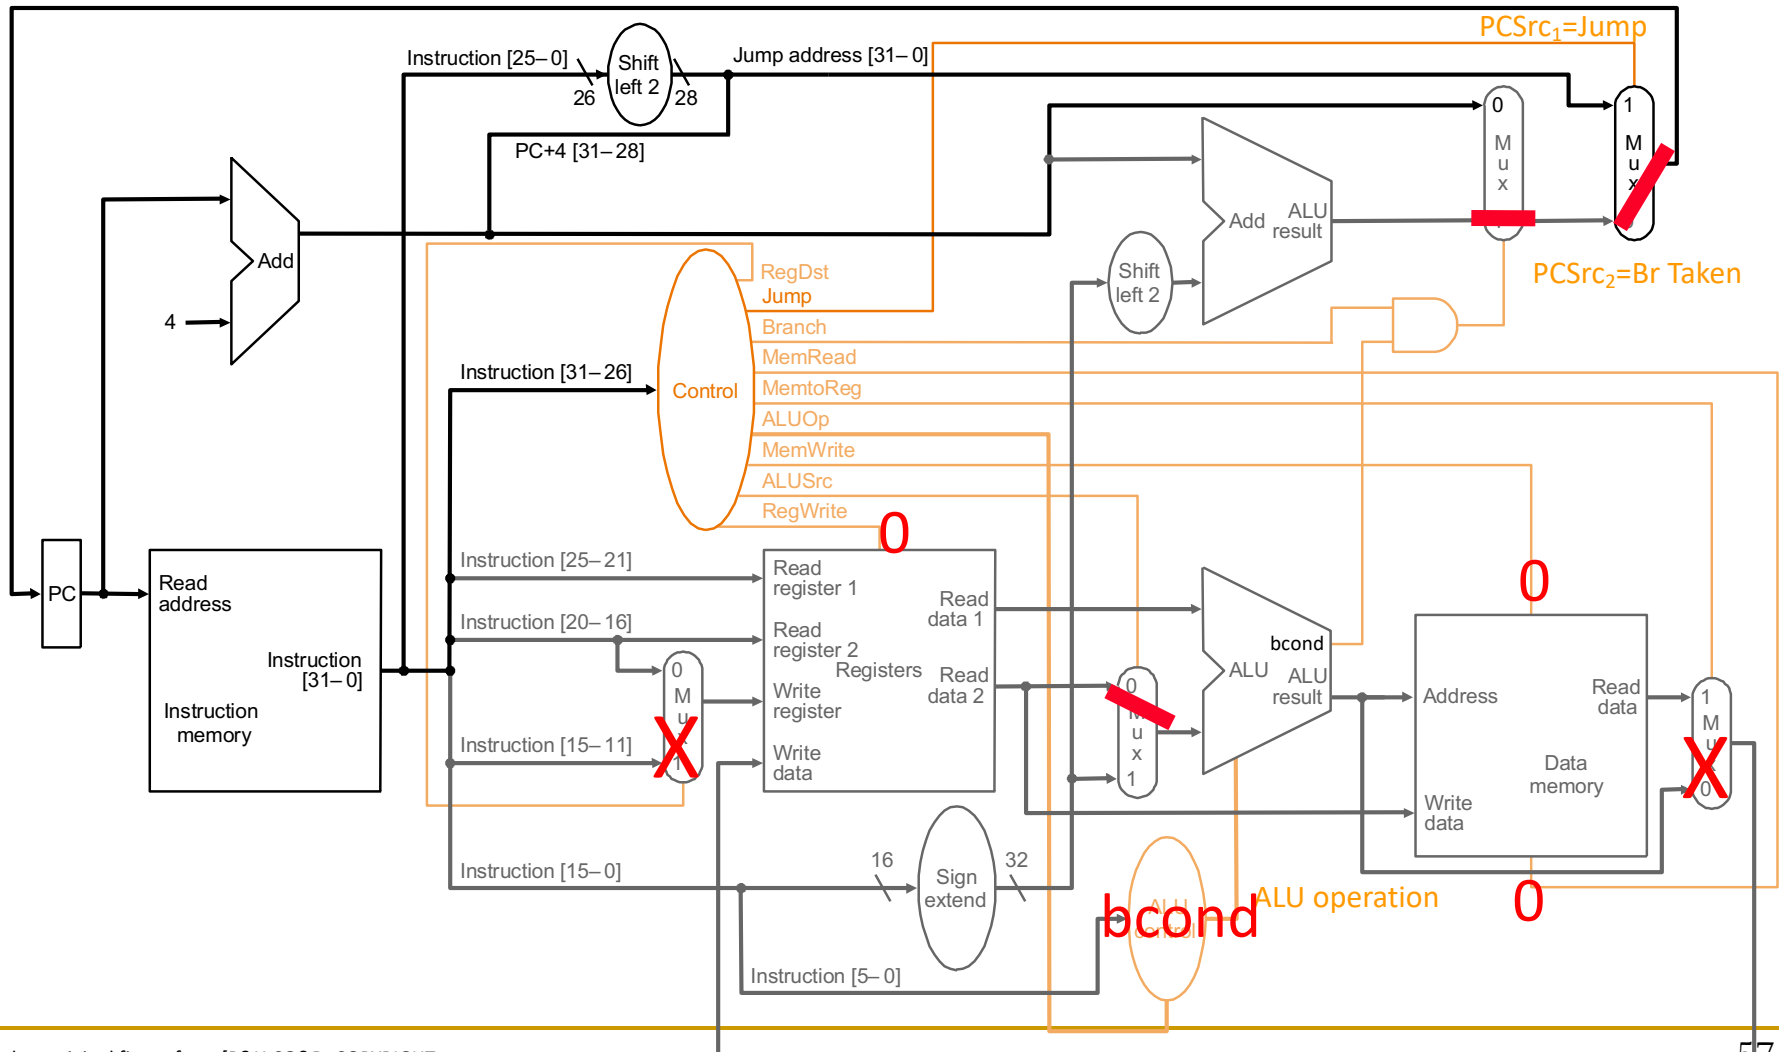 PCSrc1=Jump
Instruction [25–0]
Shift
left 2
Jump address [31–0]
26
28
PC+4 [31–28]
0
M
u
x
1
M
u
x
Add
ALU
result
Add
4
Shift
left 2
PCSrc2=Br Taken
RegDst
Jump
Branch
MemRead
MemtoReg
ALUOp
MemWrite
ALUSrc
RegWrite
Instruction [31–26]
Control
0
0
PC
Read
address
Instruction
[31–0]
Instruction
memory
Instruction [25–21]
Instruction [20–16]
Instruction [15–11]
Instruction [15–0]
Instruction [5–0]
0
M
u
X
1
Read
register 1
Read
register 2
Registers
Write
register
Write
data
Read
data 1
Read
data 2
0
M
u
x
1
bcond
ALU
ALU
result
Address
Read
data
Data
memory
Write
data
1
M
u
X
0
16
Sign
extend
32
ALU
control
bcond
ALU operation
0
57